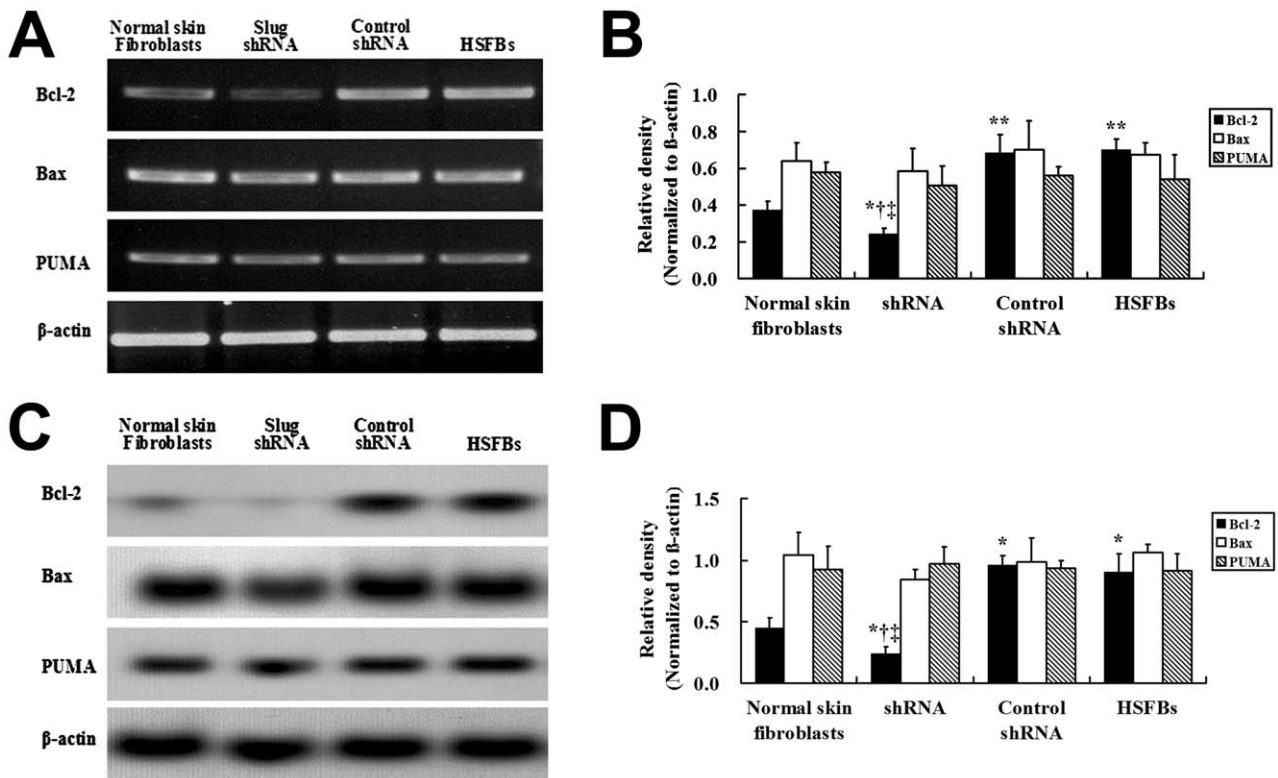 A
Normal skin
Fibroblasts
Slug
shRNA
Control
shRNA
HSFBs
Bcl-2
Bax
PUMA
β-actin
B
Relative density
(Normalized to ß-actin)
1.0
0.8
0.6
0.4
0.2
0.0
*†‡
**
**
Normal skin
fibroblasts
shRNA
Control
shRNA
HSFBs
Bcl-2
Bax
PUMA
C
Normal skin
Fibroblasts
Slug
shRNA
Control
shRNA
HSFBs
Bcl-2
Bax
PUMA
β-actin
D
Relative density
(Normalized to ß-actin)
1.5
1.0
0.5
0.0
*†‡
*
*
Normal skin
fibroblasts
shRNA
Control
shRNA
HSFBs
Bcl-2
Bax
PUMA